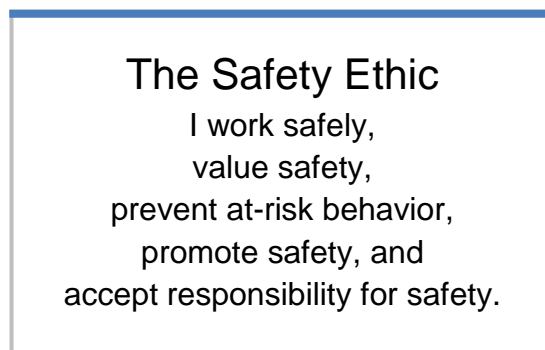 The Safety Ethic
I work safely,
value safety,
prevent at-risk behavior,
promote safety, and
accept responsibility for safety.